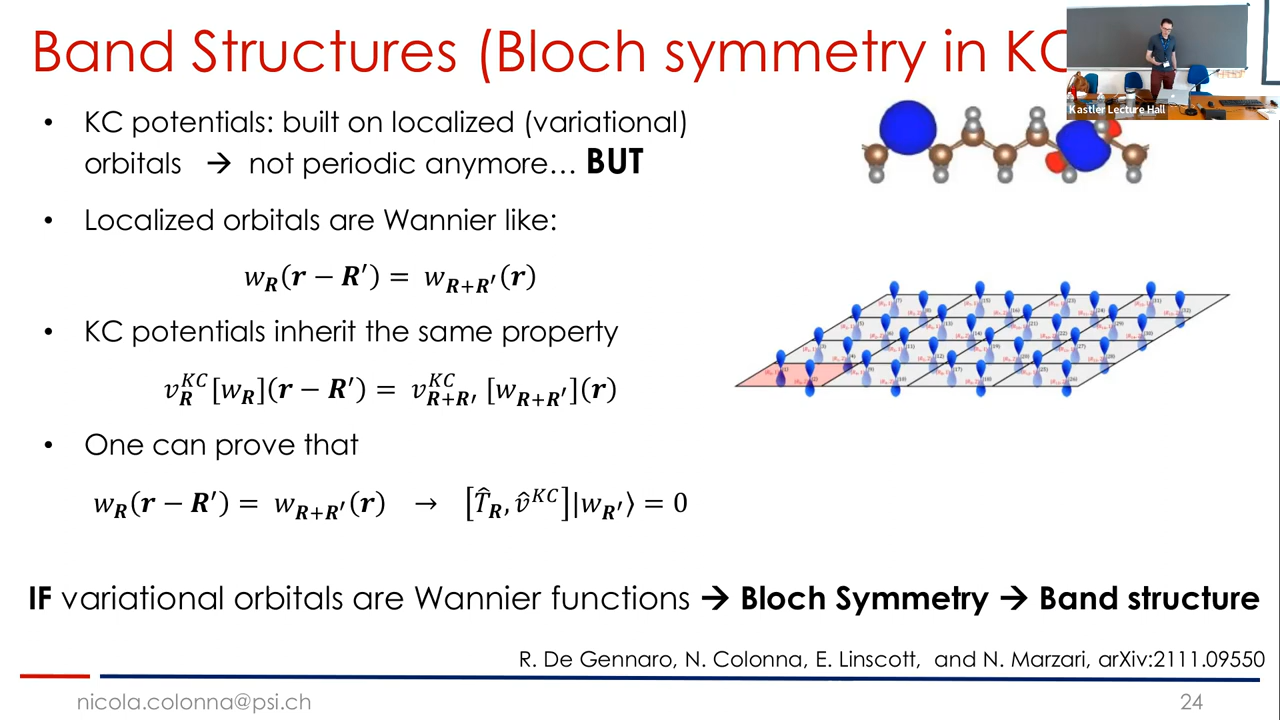 Band Structures (Bloch symmetry in KC
Kastler Lecture Hall
• KC potentials: built on localized (variational)
orbitals → not periodic anymore… BUT
• Localized orbitals are Wannier like:
w_R(r − R′) = w_{R+R′}(r)
• KC potentials inherit the same property
v_R^{KC}[w_R](r − R′) = v_{R+R′}^{KC} [w_{R+R′}](r)
• One can prove that
w_R(r − R′) = w_{R+R′}(r) → [T̂_R, v̂^{KC}]|w_{R′}⟩ = 0
IF variational orbitals are Wannier functions → Bloch Symmetry → Band structure
R. De Gennaro, N. Colonna, E. Linscott, and N. Marzari, arXiv:2111.09550
nicola.colonna@psi.ch
24